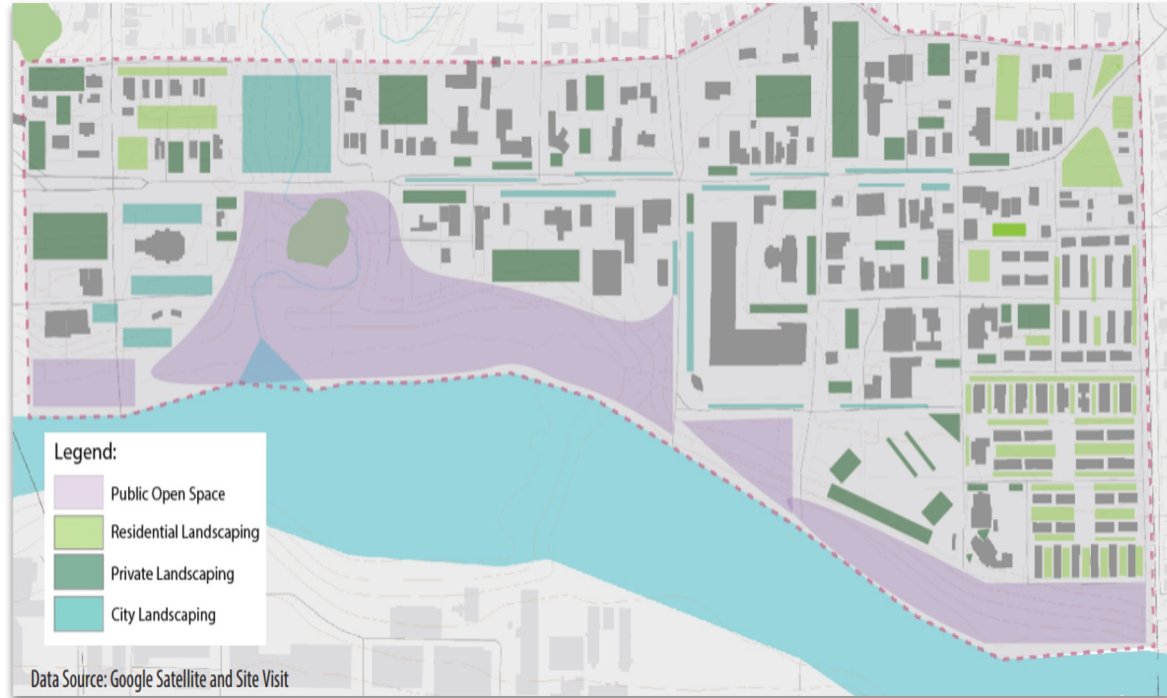 Legend:
Public Open Space
Residential Landscaping
Private Landscaping
City Landscaping
Data Source: Google Satellite and Site Visit